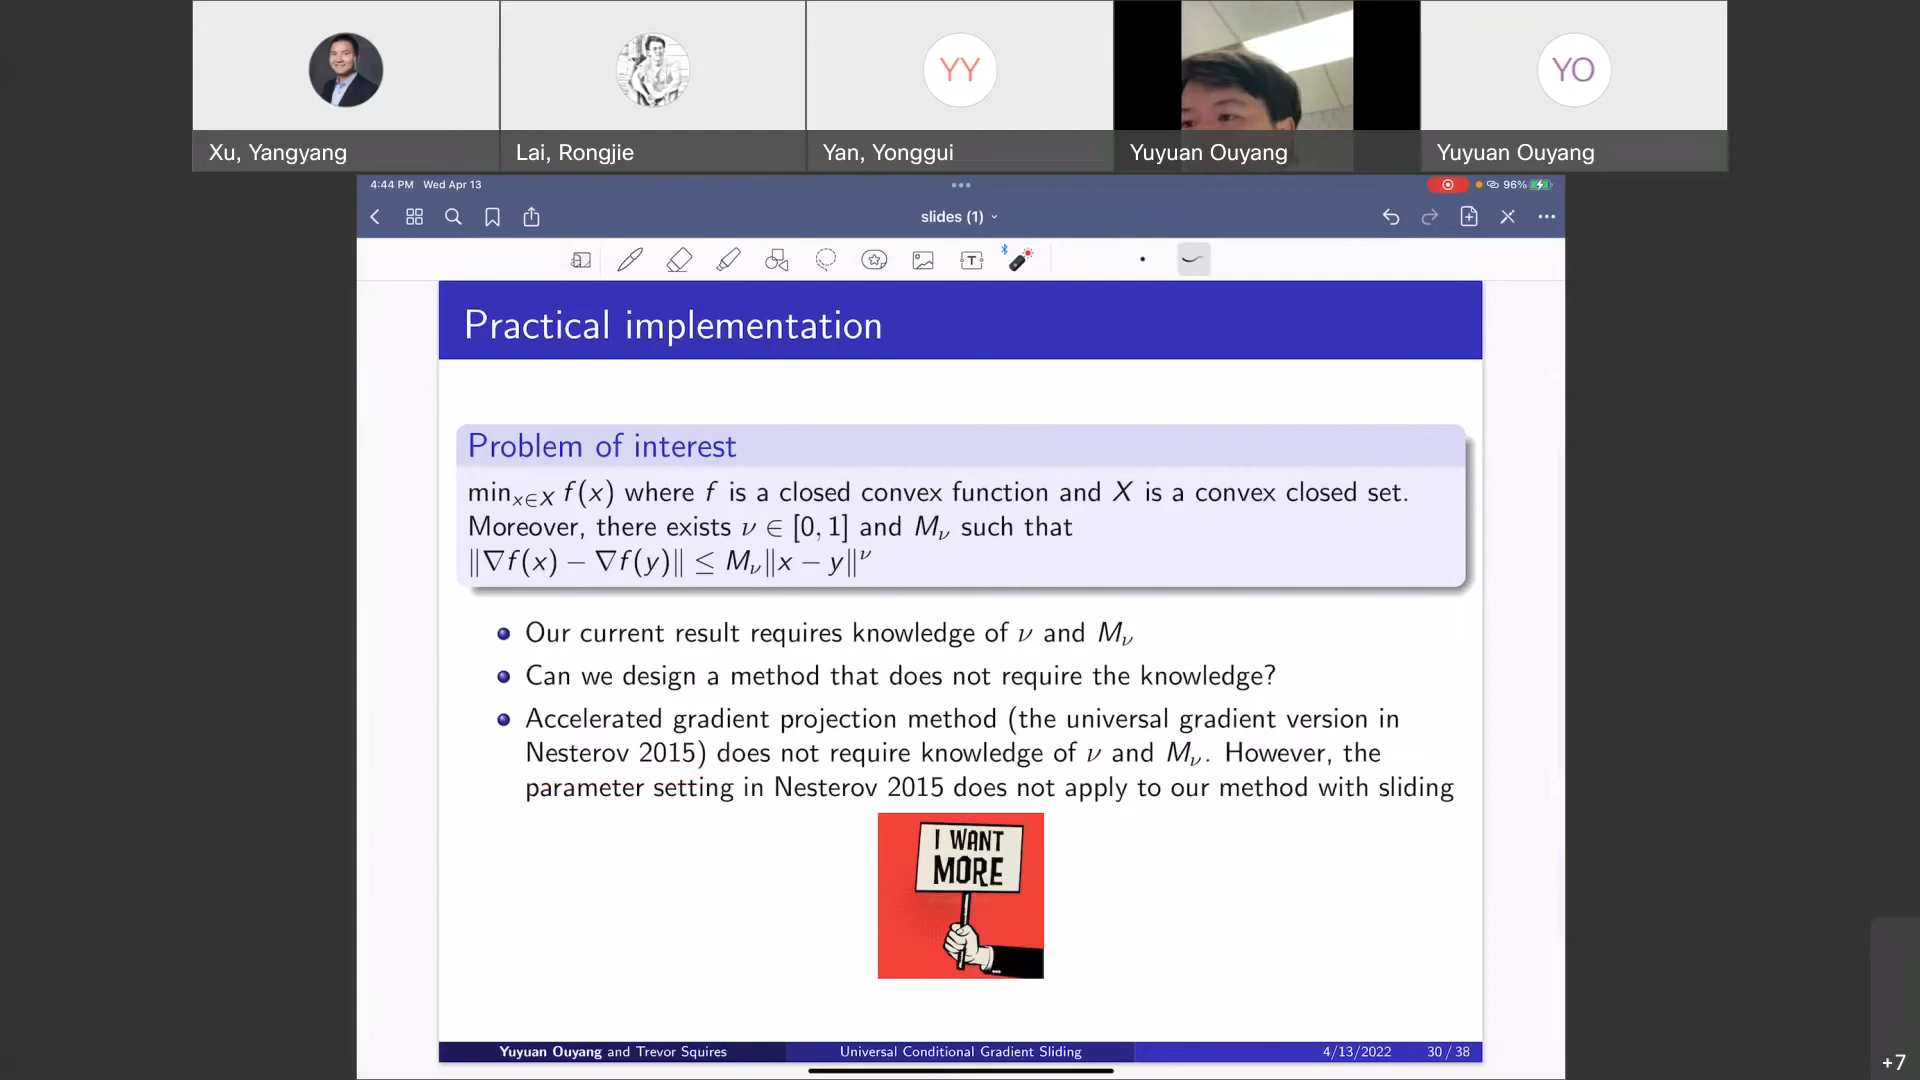 YY
YO
Xu, Yangyang
Lai, Rongjie
Yan, Yonggui
Yuyuan Ouyang
Yuyuan Ouyang
4:44 PM Wed Apr 13
96%
slides (1)
T
Practical implementation
Problem of interest
min_{x∈X} f(x) where f is a closed convex function and X is a convex closed set.
Moreover, there exists ν ∈ [0, 1] and M_ν such that
‖∇f(x) − ∇f(y)‖ ≤ M_ν‖x − y‖^ν
Our current result requires knowledge of ν and M_ν
Can we design a method that does not require the knowledge?
Accelerated gradient projection method (the universal gradient version in
Nesterov 2015) does not require knowledge of ν and M_ν. However, the
parameter setting in Nesterov 2015 does not apply to our method with sliding
I WANT
MORE
Yuyuan Ouyang and Trevor Squires
Universal Conditional Gradient Sliding
4/13/2022
30 / 38
+7